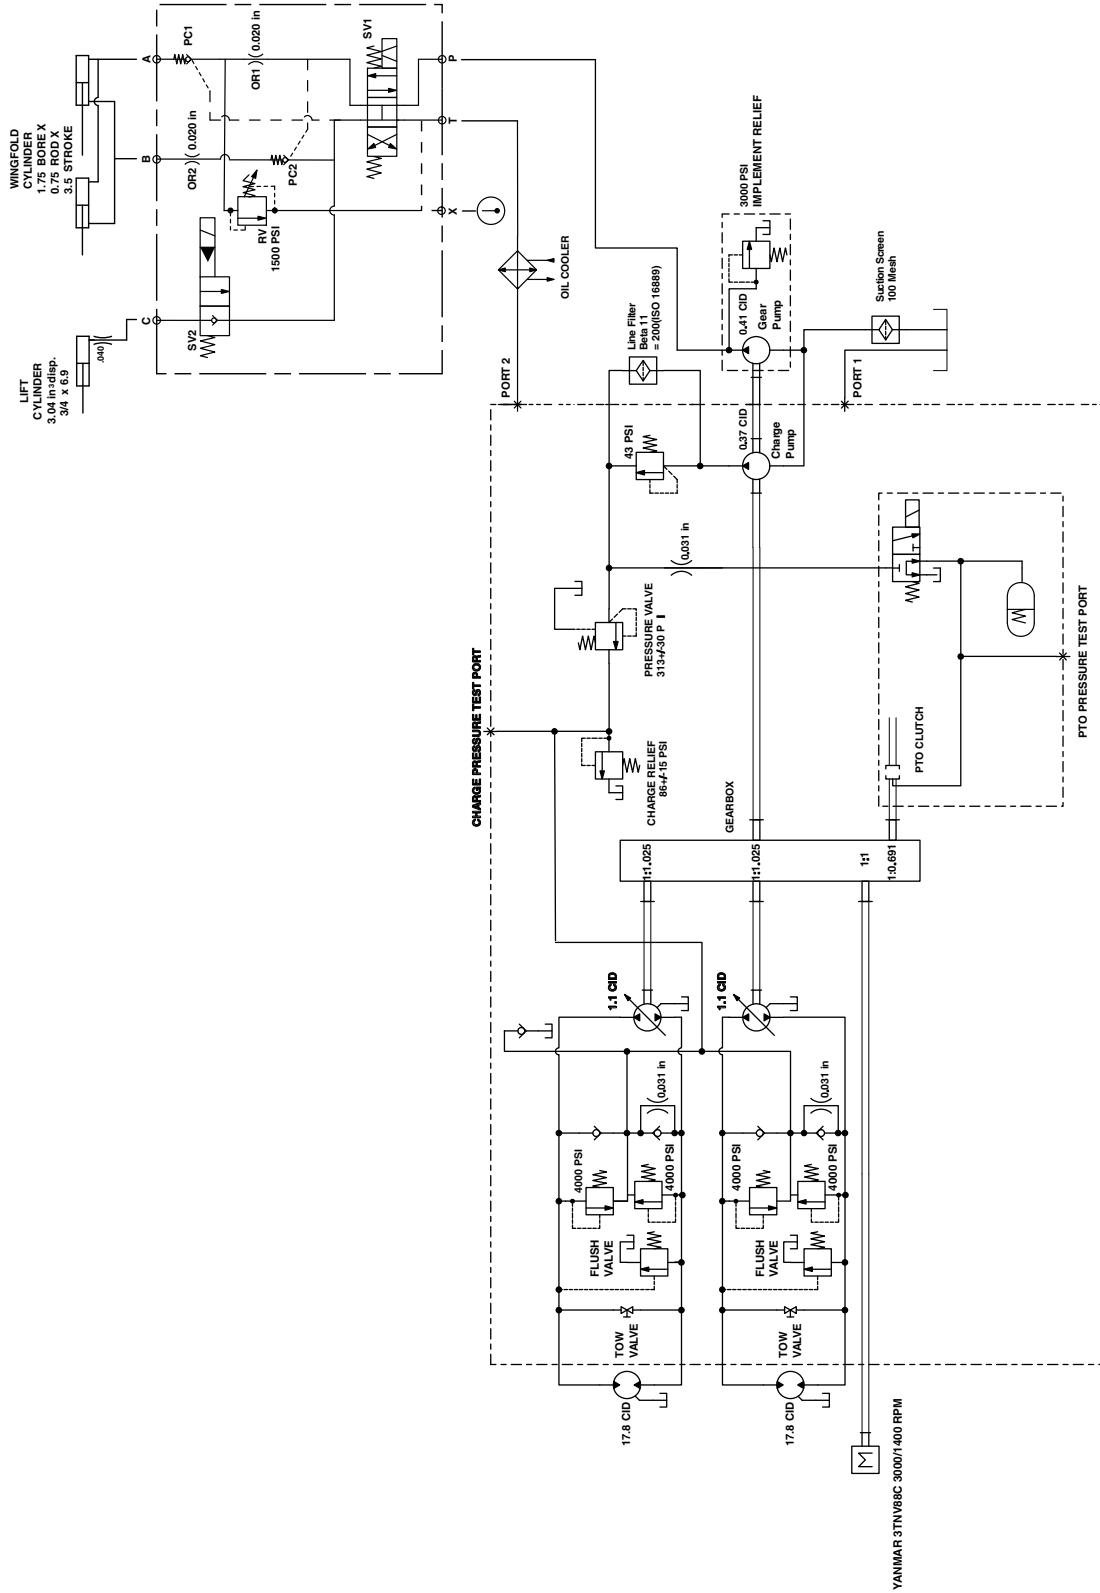 WINGFOLD
CYLINDER
1.75 BORE X
0.75 ROD X
3.5 STROKE
LIFT
CYLINDER
3.04 in³disp.
3/4 x 6.9
.040
A
B
C
PC1
0.020 in
OR1
SV1
0.020 in
OR2
PC2
RV
1500 PSI
SV2
P
T
X
OIL COOLER
3000 PSI
IMPLEMENT RELIEF
0.41 CID
Gear
Pump
Line Filter
Beta 11
= 200(ISO 16889)
Suction Screen
100 Mesh
PORT 2
PORT 1
43 PSI
0.37 CID
Charge
Pump
0.031 in
PRESSURE VALVE
313+/-30 P I
CHARGE PRESSURE TEST PORT
CHARGE RELIEF
86+/-15 PSI
PTO PRESSURE TEST PORT
PTO CLUTCH
GEARBOX
1:1.025
1:1.025
1:1
1:0.691
1.1 CID
1.1 CID
0.031 in
0.031 in
4000 PSI
4000 PSI
4000 PSI
4000 PSI
FLUSH
VALVE
FLUSH
VALVE
TOW
VALVE
TOW
VALVE
17.8 CID
17.8 CID
M
YANMAR 3TNV88C 3000/1400 RPM